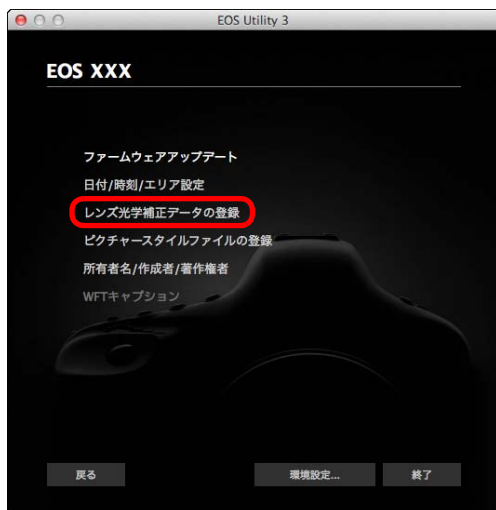 EOS Utility 3
EOS XXX
ファームウェアアップデート
日付/時刻/エリア設定
レンズ光学補正データの登録
ピクチャースタイルファイルの登録
所有者名/作成者/著作権者
WFTキャプション
戻る 環境設定... 終了